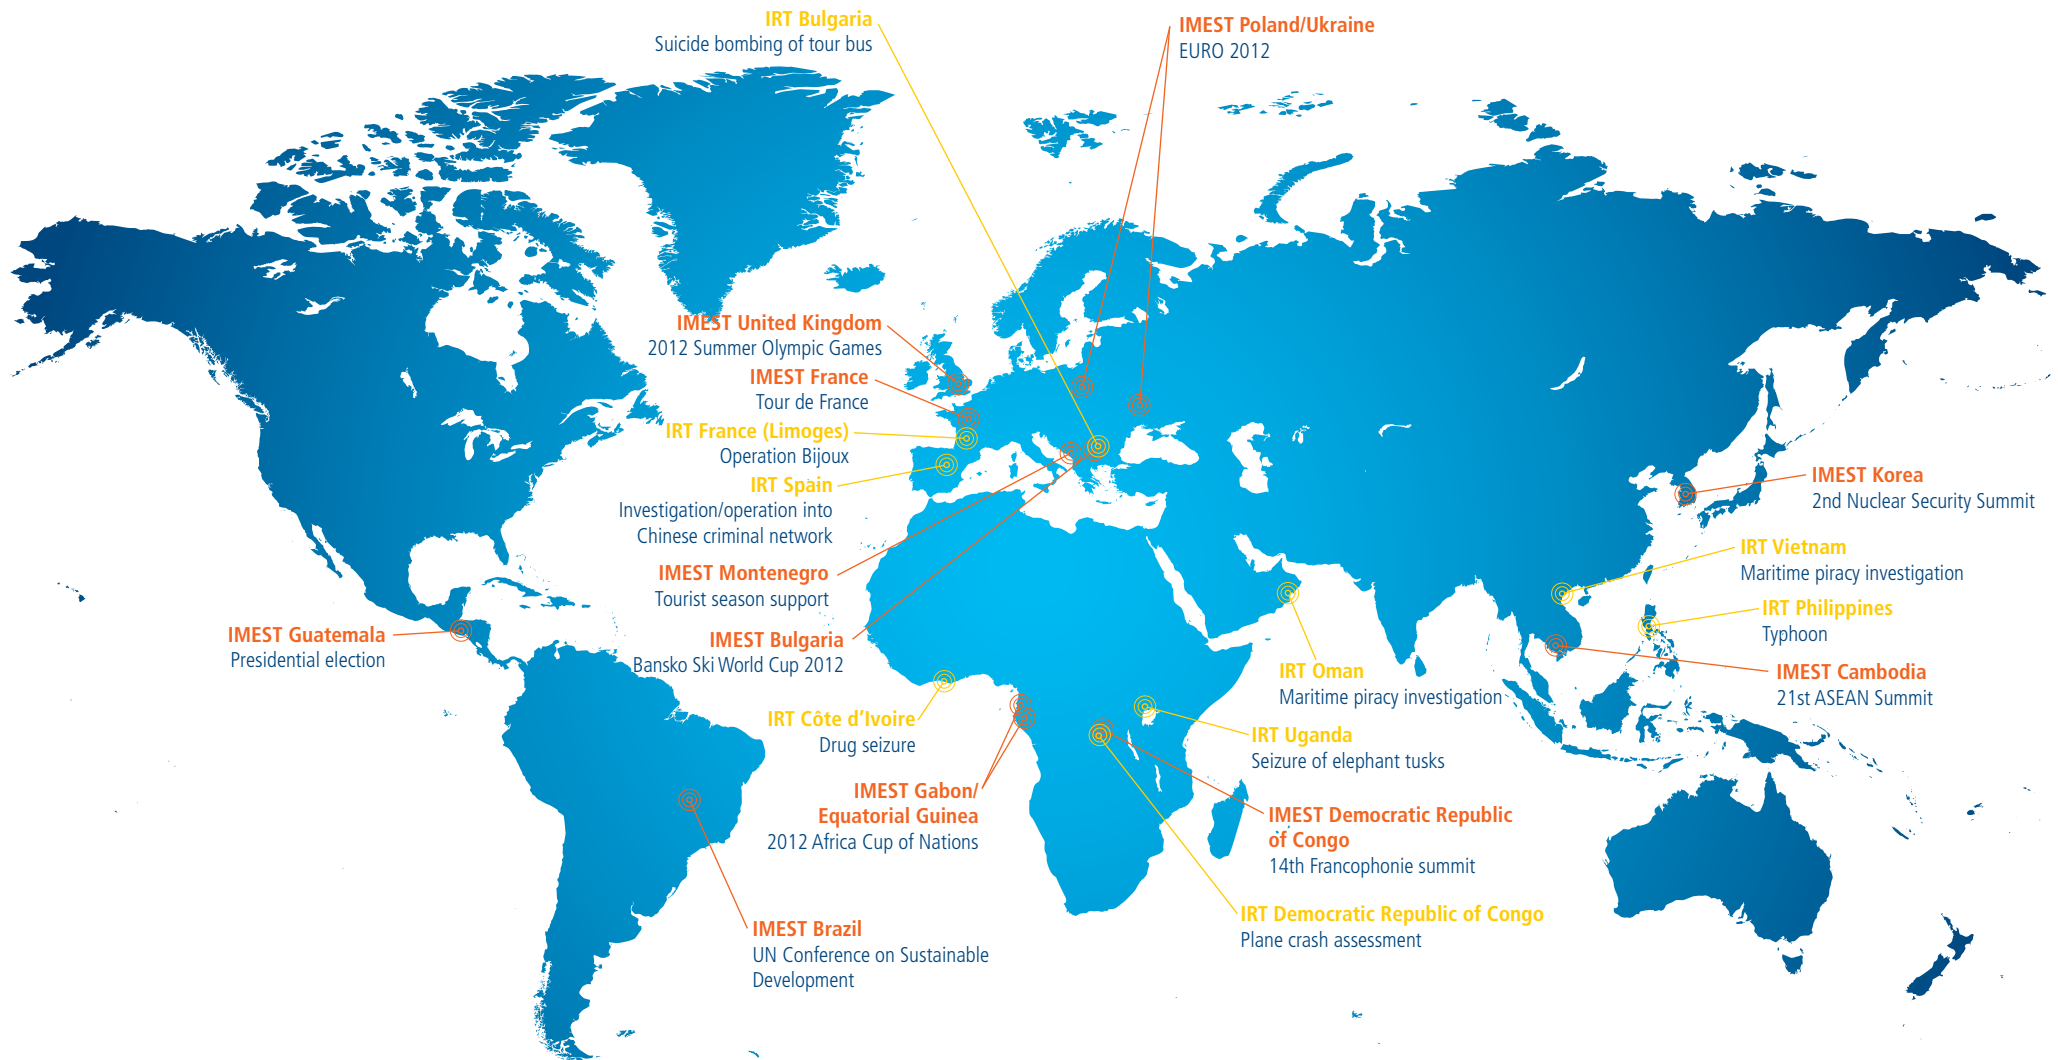 IRT Bulgaria
Suicide bombing of tour bus
IMEST Poland/Ukraine
EURO 2012
IMEST United Kingdom
2012 Summer Olympic Games
IMEST France
Tour de France
IRT France (Limoges)
Operation Bijoux
IRT Spain
Investigation/operation into
Chinese criminal network
IMEST Montenegro
Tourist season support
IMEST Bulgaria
Bansko Ski World Cup 2012
IMEST Guatemala
Presidential election
IRT Côte d’Ivoire
Drug seizure
IMEST Gabon/
Equatorial Guinea
2012 Africa Cup of Nations
IMEST Brazil
UN Conference on Sustainable
Development
IMEST Korea
2nd Nuclear Security Summit
IRT Vietnam
Maritime piracy investigation
IRT Philippines
Typhoon
IMEST Cambodia
21st ASEAN Summit
IRT Oman
Maritime piracy investigation
IRT Uganda
Seizure of elephant tusks
IMEST Democratic Republic
of Congo
14th Francophonie summit
IRT Democratic Republic of Congo
Plane crash assessment